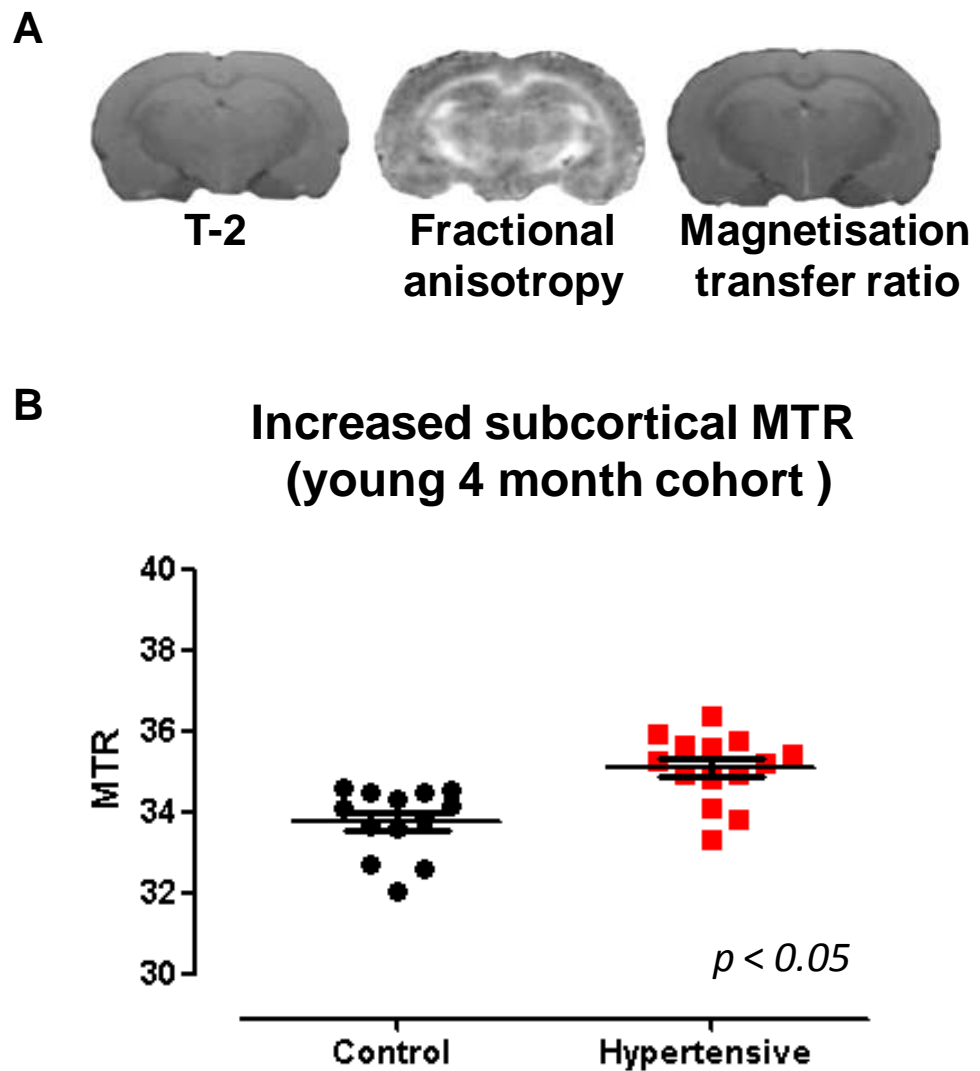 A
T-2
Fractional
anisotropy
Magnetisation
transfer ratio
B
Increased subcortical MTR
(young 4 month cohort )
MTR
40
38
36
34
32
30
p < 0.05
Control
Hypertensive